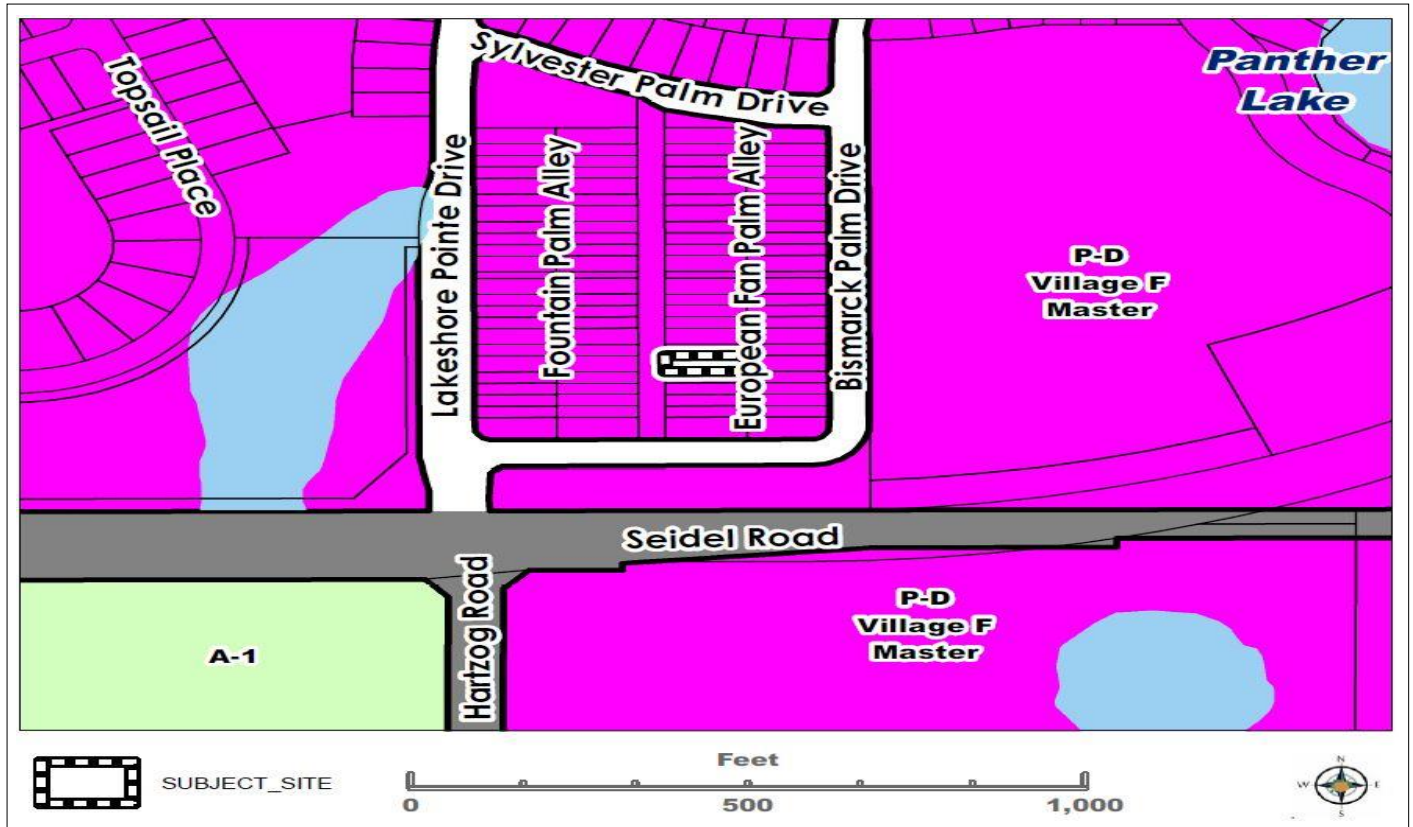 Sylvester Palm Drive
Panther
Lake
Topsail Place
Lakeshore Pointe Drive
Fountain Palm Alley
European Fan Palm Alley
Bismarck Palm Drive
P-D
Village F
Master
Seidel Road
Hartzog Road
P-D
Village F
Master
A-1
SUBJECT_SITE
Feet
0 500 1,000
N
W E
S